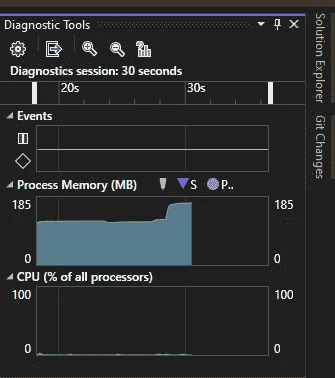 Diagnostic Tools
Diagnostics session: 30 seconds
20s 30s
Events
Process Memory (MB) S P..
185 185
0 0
CPU (% of all processors)
100 100
0 0
Solution Explorer
Git Changes